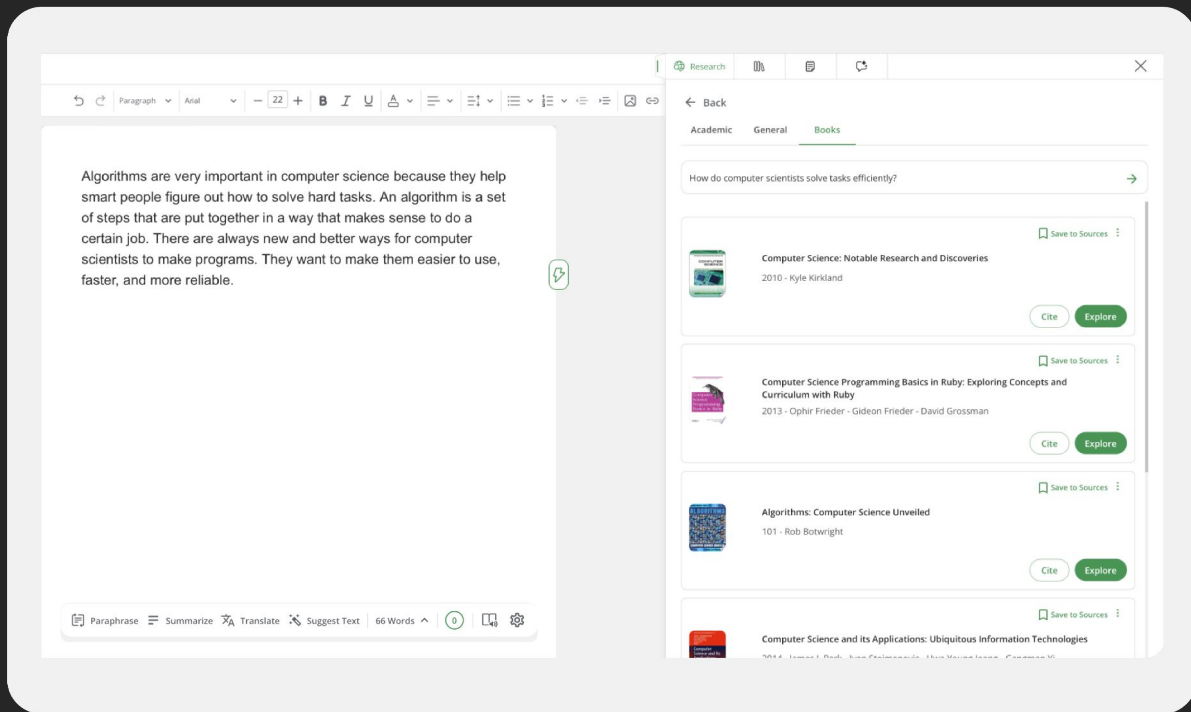 Research
Paragraph
Arial
22
B
I
U
A
Back
Academic
General
Books
How do computer scientists solve tasks efficiently?
Algorithms are very important in computer science because they help
smart people figure out how to solve hard tasks. An algorithm is a set
of steps that are put together in a way that makes sense to do a
certain job. There are always new and better ways for computer
scientists to make programs. They want to make them easier to use,
faster, and more reliable.
Paraphrase
Summarize
Translate
Suggest Text
66 Words
0
Save to Sources
Computer Science: Notable Research and Discoveries
2010 - Kyle Kirkland
Cite
Explore
Save to Sources
Computer Science Programming Basics in Ruby: Exploring Concepts and
Curriculum with Ruby
2013 - Ophir Frieder - Gideon Frieder - David Grossman
Cite
Explore
Save to Sources
ALGORITHMS
Algorithms: Computer Science Unveiled
101 - Rob Botwright
Cite
Explore
Save to Sources
Computer Science and its Applications: Ubiquitous Information Technologies